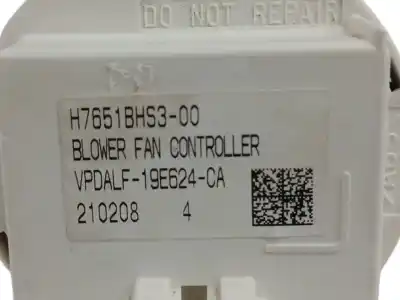 DO NOT REPAIR
H7651BHS3-00
BLOWER FAN CONTROLLER
VPDALF-19E624-CA
210208 4